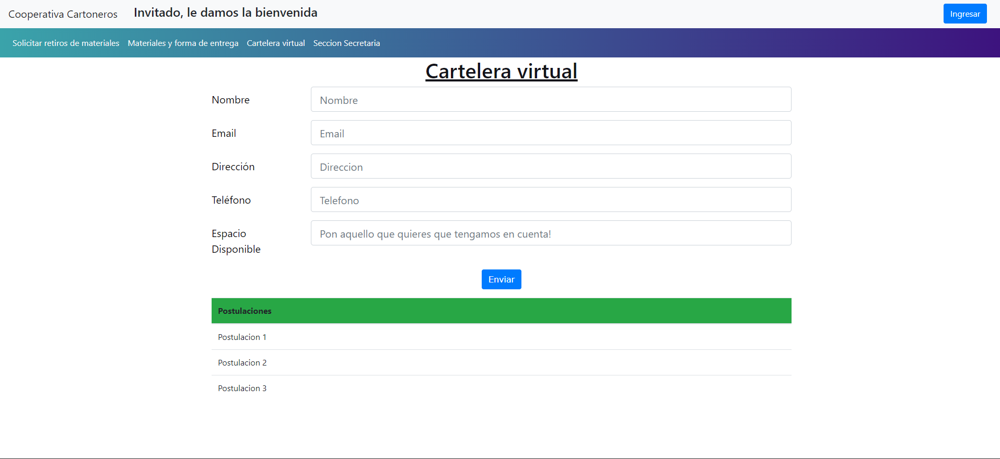 Cooperativa Cartoneros
Invitado, le damos la bienvenida
Ingresar
Solicitar retiros de materiales
Materiales y forma de entrega
Cartelera virtual
Seccion Secretaria
Cartelera virtual
Nombre
Nombre
Email
Email
Dirección
Direccion
Teléfono
Telefono
Espacio
Disponible
Pon aquello que quieres que tengamos en cuenta!
Enviar
Postulaciones
Postulacion 1
Postulacion 2
Postulacion 3